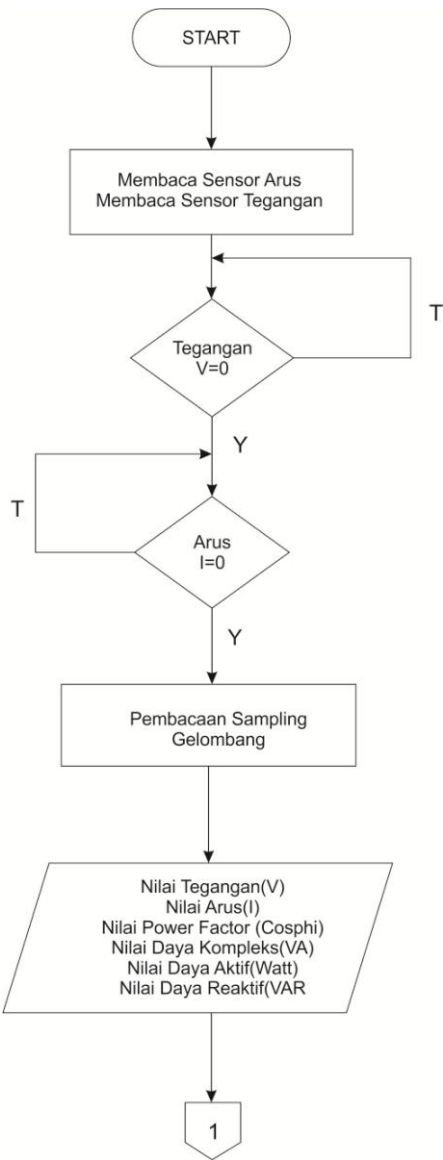 START
Membaca Sensor Arus
Membaca Sensor Tegangan
T
Tegangan
V=0
Y
T
Arus
I=0
Y
Pembacaan Sampling
Gelombang
Nilai Tegangan(V)
Nilai Arus(I)
Nilai Power Factor (Cosphi)
Nilai Daya Kompleks(VA)
Nilai Daya Aktif(Watt)
Nilai Daya Reaktif(VAR
1